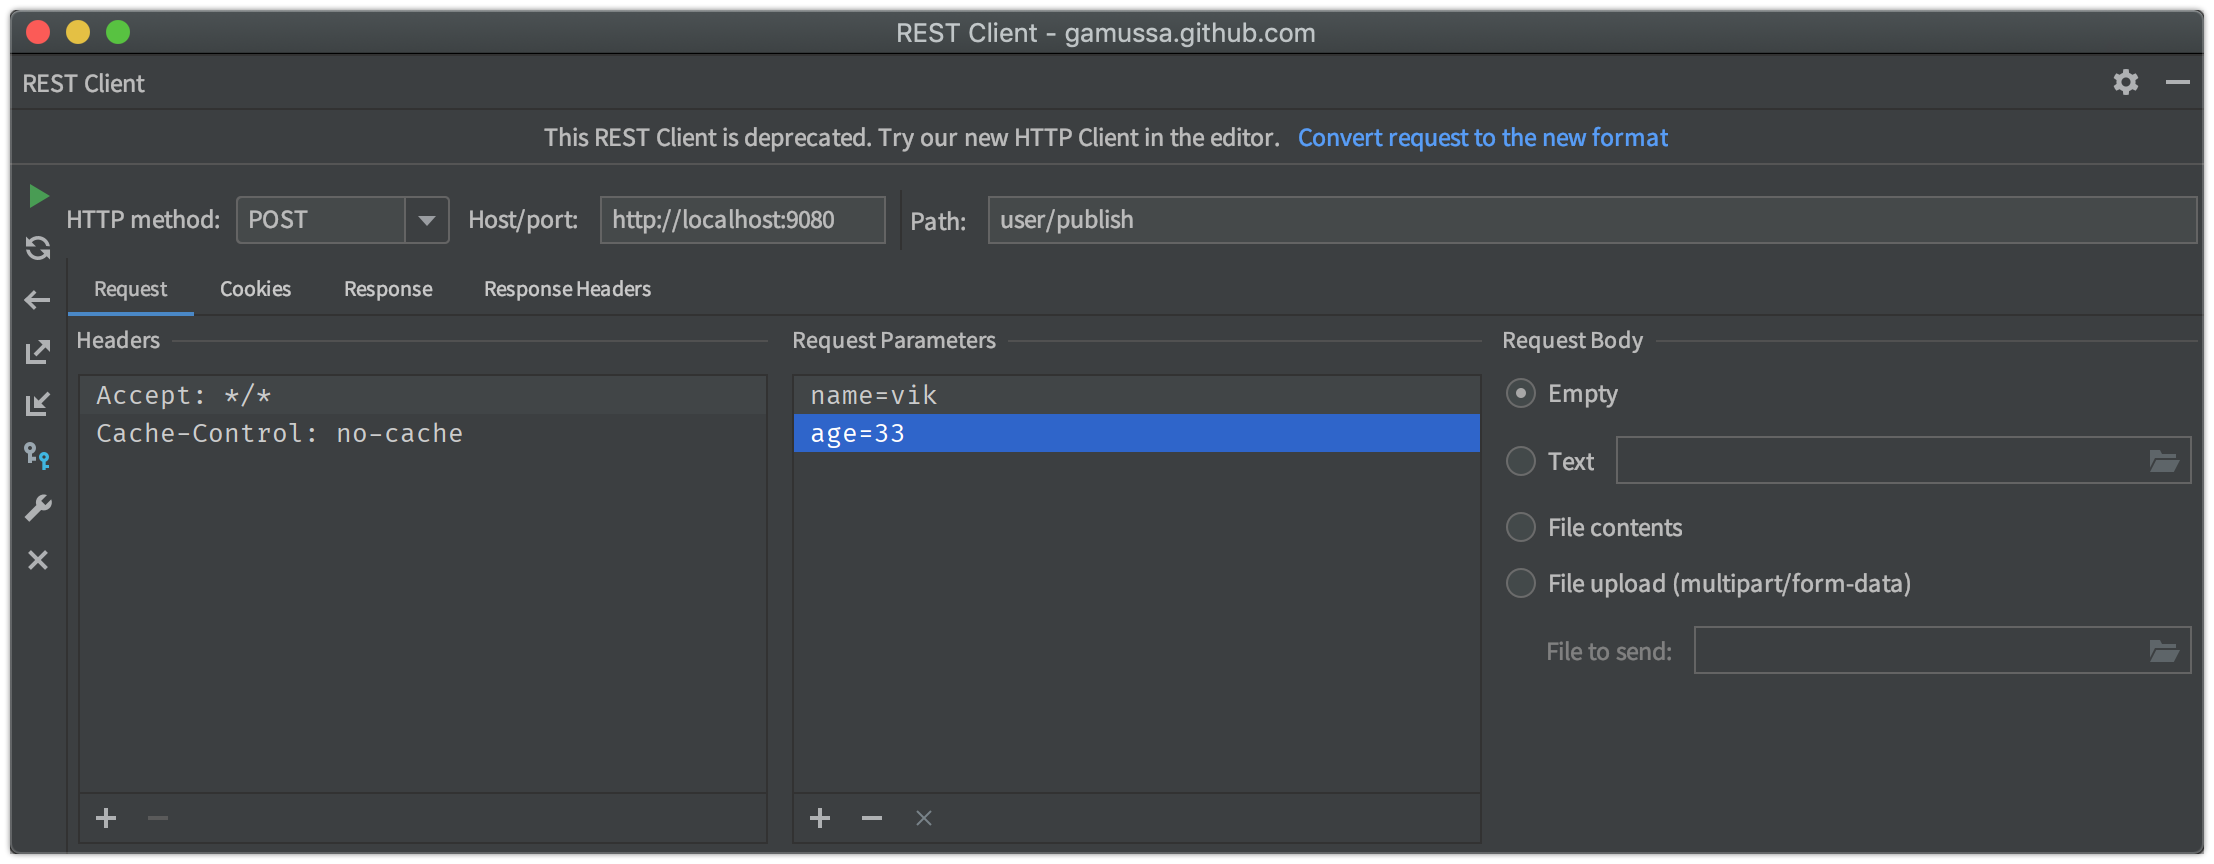 REST Client - gamussa.github.com
REST Client
This REST Client is deprecated. Try our new HTTP Client in the editor. Convert request to the new format
HTTP method: POST Host/port: http://localhost:9080 Path: user/publish
Request Cookies Response Response Headers
Headers
Accept: */*
Cache-Control: no-cache
Request Parameters
name=vik
age=33
Request Body
Empty
Text
File contents
File upload (multipart/form-data)
File to send: